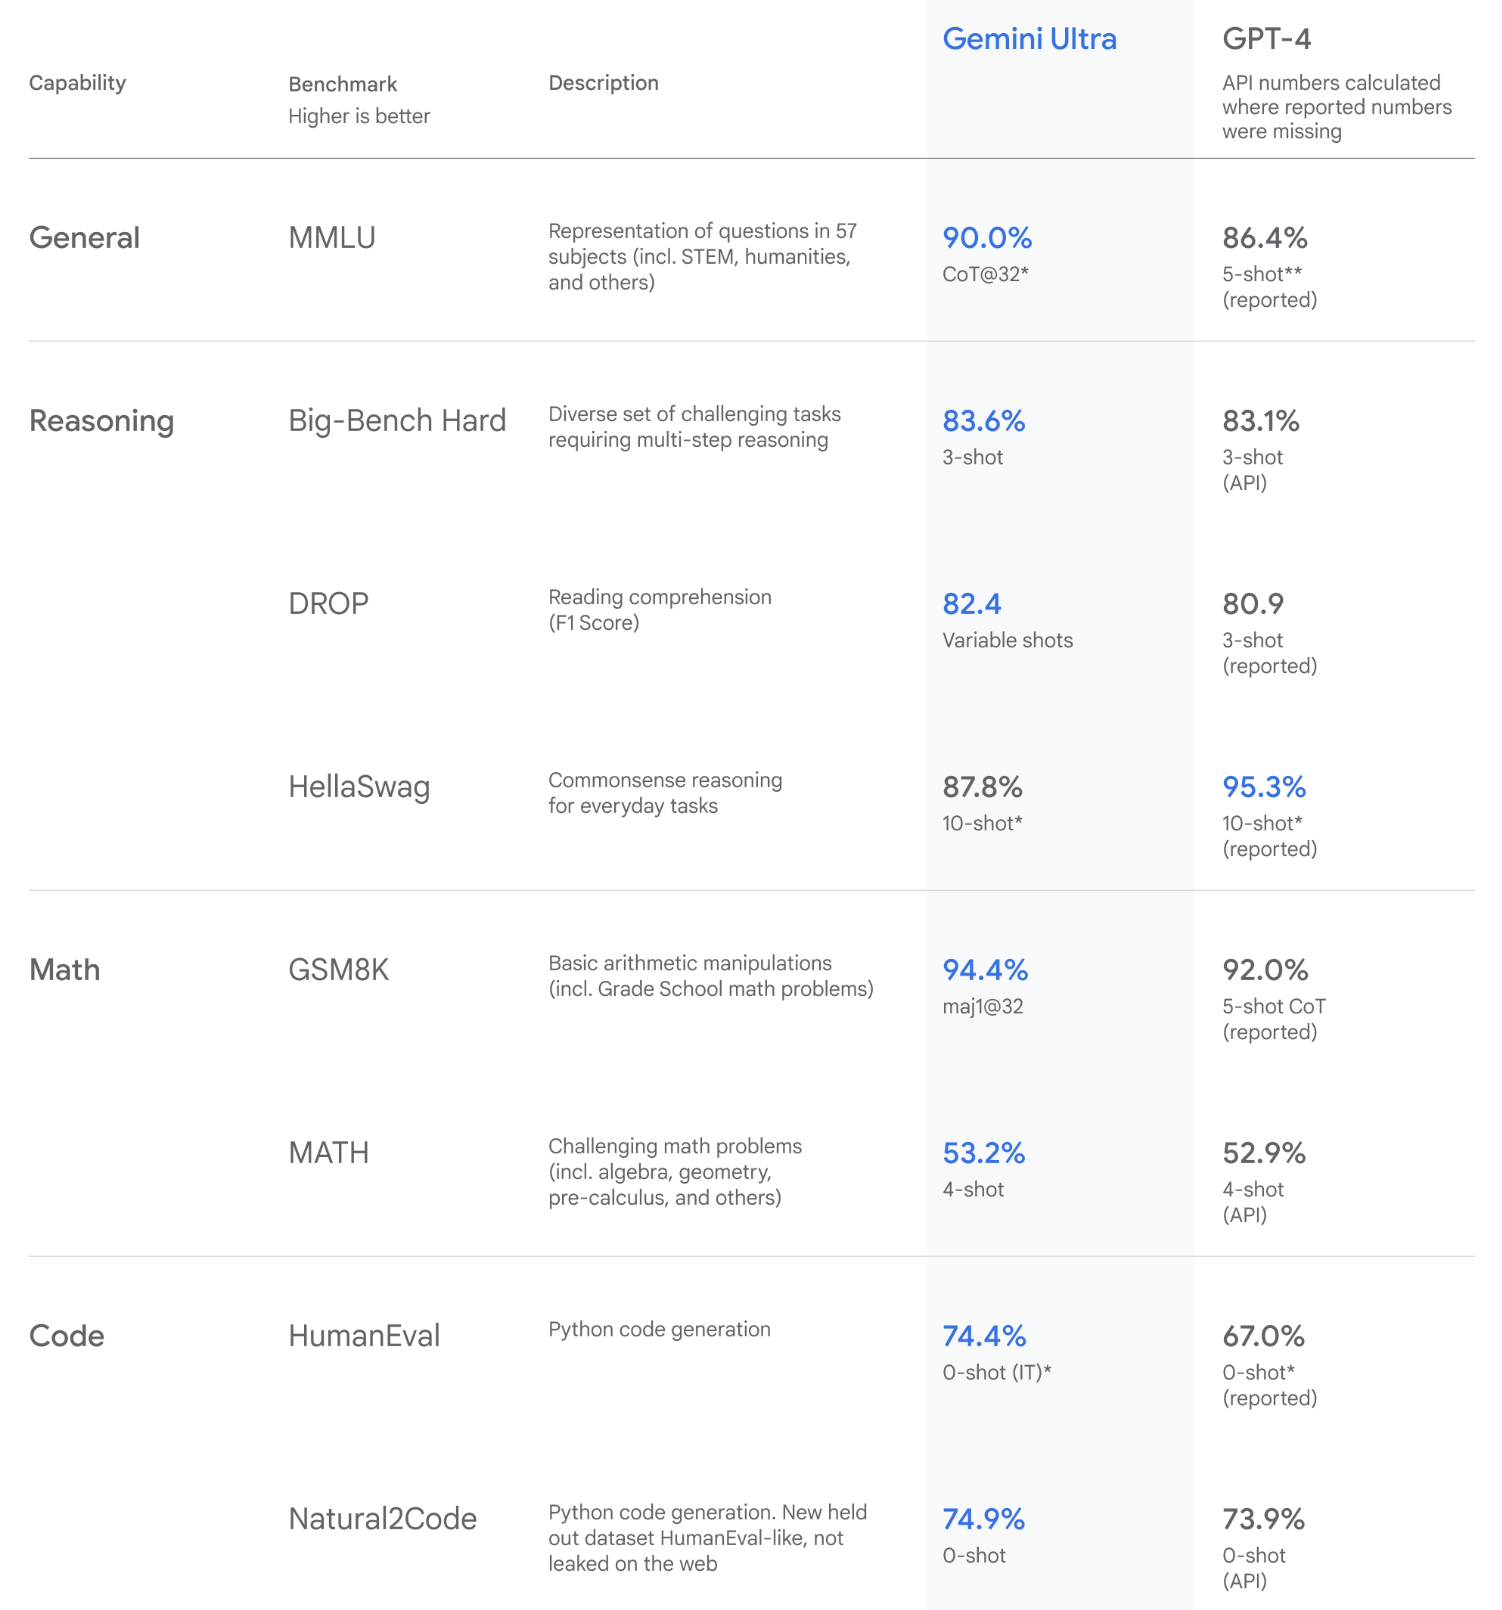 Gemini Ultra
GPT-4
Capability
Benchmark
Higher is better
Description
API numbers calculated
where reported numbers
were missing
General
MMLU
Representation of questions in 57
subjects (incl. STEM, humanities,
and others)
90.0%
CoT@32*
86.4%
5-shot**
(reported)
Reasoning
Big-Bench Hard
Diverse set of challenging tasks
requiring multi-step reasoning
83.6%
3-shot
83.1%
3-shot
(API)
DROP
Reading comprehension
(F1 Score)
82.4
Variable shots
80.9
3-shot
(reported)
HellaSwag
Commonsense reasoning
for everyday tasks
87.8%
10-shot*
95.3%
10-shot*
(reported)
Math
GSM8K
Basic arithmetic manipulations
(incl. Grade School math problems)
94.4%
maj1@32
92.0%
5-shot CoT
(reported)
MATH
Challenging math problems
(incl. algebra, geometry,
pre-calculus, and others)
53.2%
4-shot
52.9%
4-shot
(API)
Code
HumanEval
Python code generation
74.4%
0-shot (IT)*
67.0%
0-shot*
(reported)
Natural2Code
Python code generation. New held
out dataset HumanEval-like, not
leaked on the web
74.9%
0-shot
73.9%
0-shot
(API)